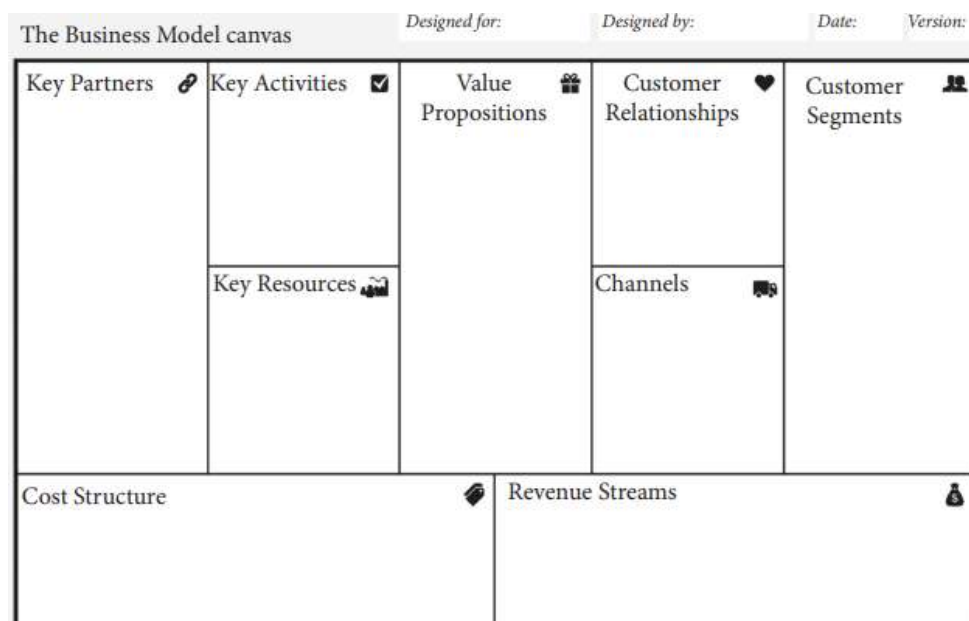 The Business Model canvas
Designed for:
Designed by:
Date:
Version:
Key Partners
Key Activities
Value
Propositions
Customer
Relationships
Customer
Segments
Key Resources
Channels
Cost Structure
Revenue Streams
$